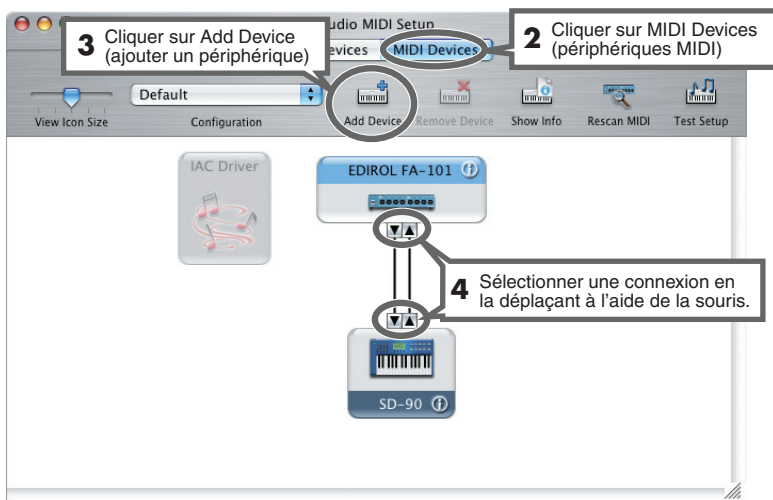 udio MIDI Setup
3 Cliquer sur Add Device
(ajouter un périphérique)
evices
MIDI Devices
2 Cliquer sur MIDI Devices
(périphériques MIDI)
View Icon Size
Default
Configuration
Add Device
Remove Device
Show Info
Rescan MIDI
Test Setup
IAC Driver
EDIROL FA-101
4 Sélectionner une connexion en
la déplaçant à l'aide de la souris.
SD-90